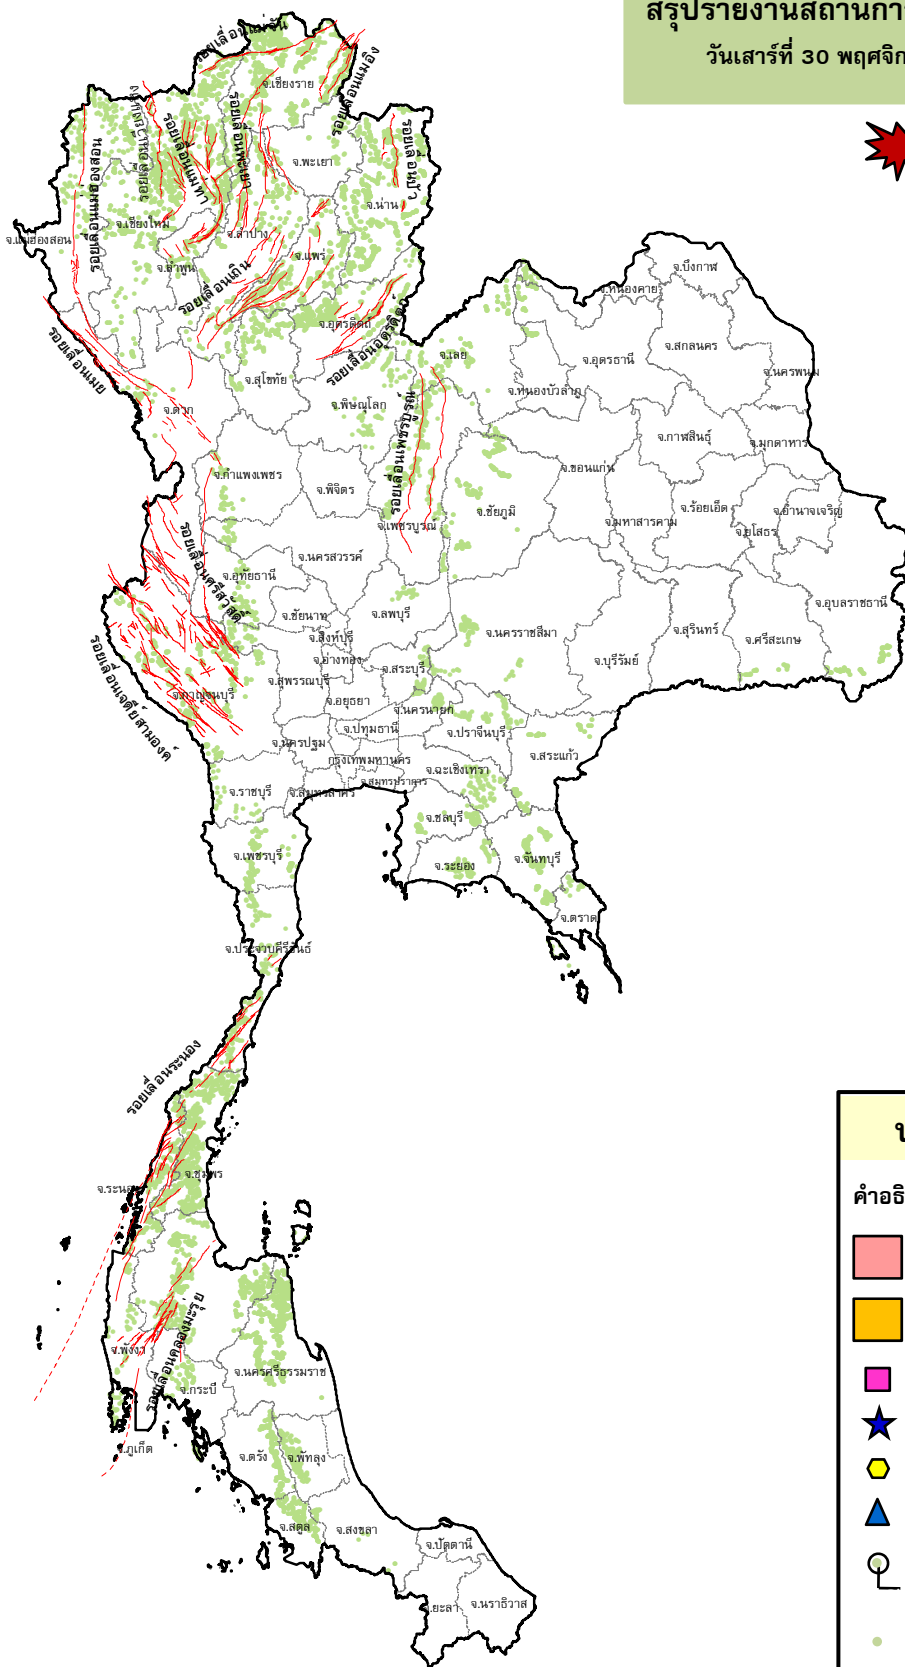 สรุปรายงานสถานกา
วันเสาร์ที่ 30 พฤศจิก
รอยเลื่อนแม่จัน
จ.เชียงราย
รอยเลื่อนแม่อิง
รอยเลื่อนแม่ทา
รอยเลื่อนพะเยา
จ.พะเยา
รอยเลื่อนปัว
รอยเลื่อนแม่ฮ่องสอน
จ.น่าน
จ.เชียงใหม่
จ.ลำปาง
จ.แม่ฮ่องสอน
จ.แพร่
จ.ลำพูน
รอยเลื่อนเถิน
จ.บึงกาฬ
จ.หนองคาย
จ.อุตรดิตถ์
รอยเลื่อนอุตรดิตถ์
รอยเลื่อนเมย
จ.เลย
จ.อุดรธานี
จ.สกลนคร
จ.นครพนม
จ.สุโขทัย
จ.หนองบัวลำภู
จ.ตาก
จ.พิษณุโลก
รอยเลื่อนเพชรบูรณ์
จ.กาฬสินธุ์
จ.มุกดาหาร
จ.กำแพงเพชร
จ.พิจิตร
จ.ขอนแก่น
จ.ชัยภูมิ
จ.ร้อยเอ็ด
จ.อำนาจเจริญ
จ.เพชรบูรณ์
จ.มหาสารคาม
จ.ยโสธร
รอยเลื่อนศรีสวัสดิ์
จ.นครสวรรค์
จ.อุทัยธานี
จ.ชัยนาท
จ.ลพบุรี
จ.อุบลราชธานี
จ.สิงห์บุรี
จ.นครราชสีมา
จ.สุรินทร์
จ.ศรีสะเกษ
จ.อ่างทอง
จ.สระบุรี
จ.บุรีรัมย์
จ.สุพรรณบุรี
จ.กาญจนบุรี
รอยเลื่อนเจดีย์สามองค์
จ.อยุธยา
จ.นครนายก
จ.ปทุมธานี
จ.ปราจีนบุรี
จ.นครปฐม
กรุงเทพมหานคร
จ.สระแก้ว
จ.ฉะเชิงเทรา
จ.สมุทรปราการ
จ.ราชบุรี
จ.สมุทรสาคร
จ.ชลบุรี
จ.เพชรบุรี
จ.ระยอง
จ.จันทบุรี
จ.ตราด
จ.ประจวบคีรีขันธ์
รอยเลื่อนระนอง
จ.ชุมพร
จ.ระนอง
คำอธิ
รอยเลื่อนคลองมะรุ่ย
จ.พังงา
จ.นครศรีธรรมราช
จ.กระบี่
จ.ภูเก็ต
จ.ตรัง
จ.พัทลุง
จ.สตูล
จ.สงขลา
จ.ปัตตานี
จ.ยะลา
จ.นราธิวาส